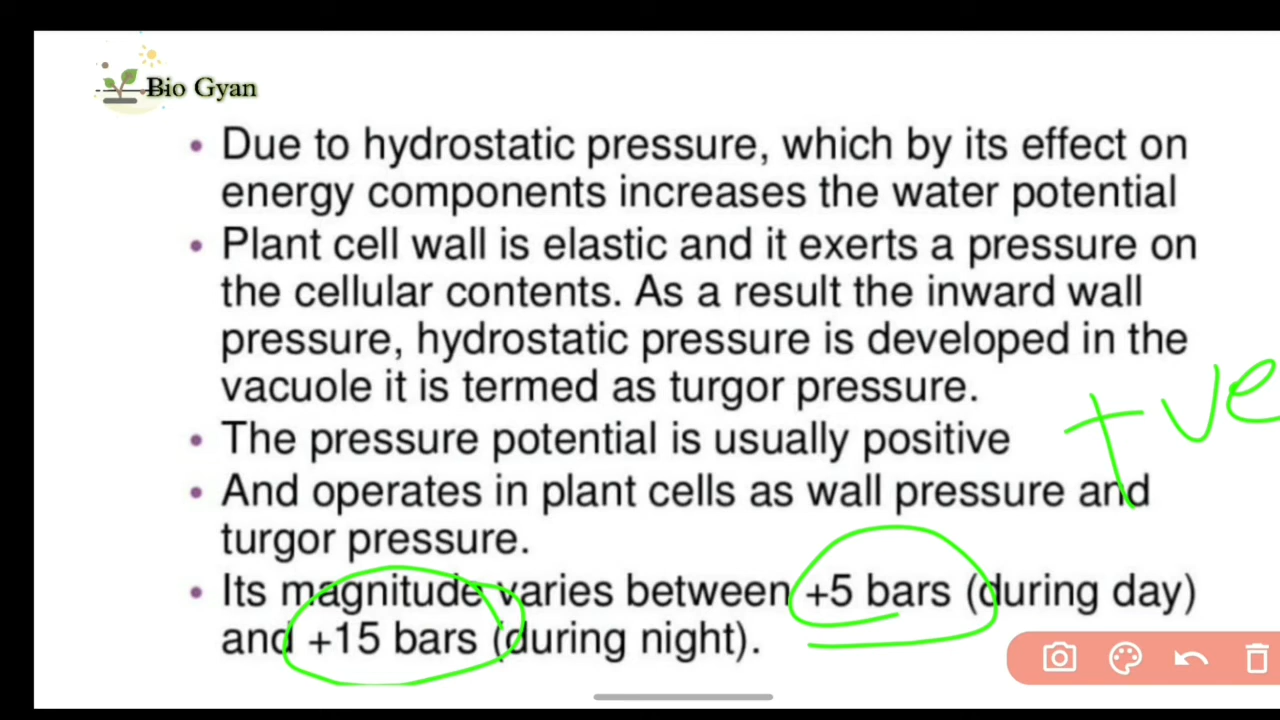 Bio Gyan
• Due to hydrostatic pressure, which by its effect on
energy components increases the water potential
• Plant cell wall is elastic and it exerts a pressure on
the cellular contents. As a result the inward wall
pressure, hydrostatic pressure is developed in the
vacuole it is termed as turgor pressure.
+ve
• The pressure potential is usually positive
• And operates in plant cells as wall pressure and
turgor pressure.
• Its magnitude varies between +5 bars (during day)
and +15 bars (during night).